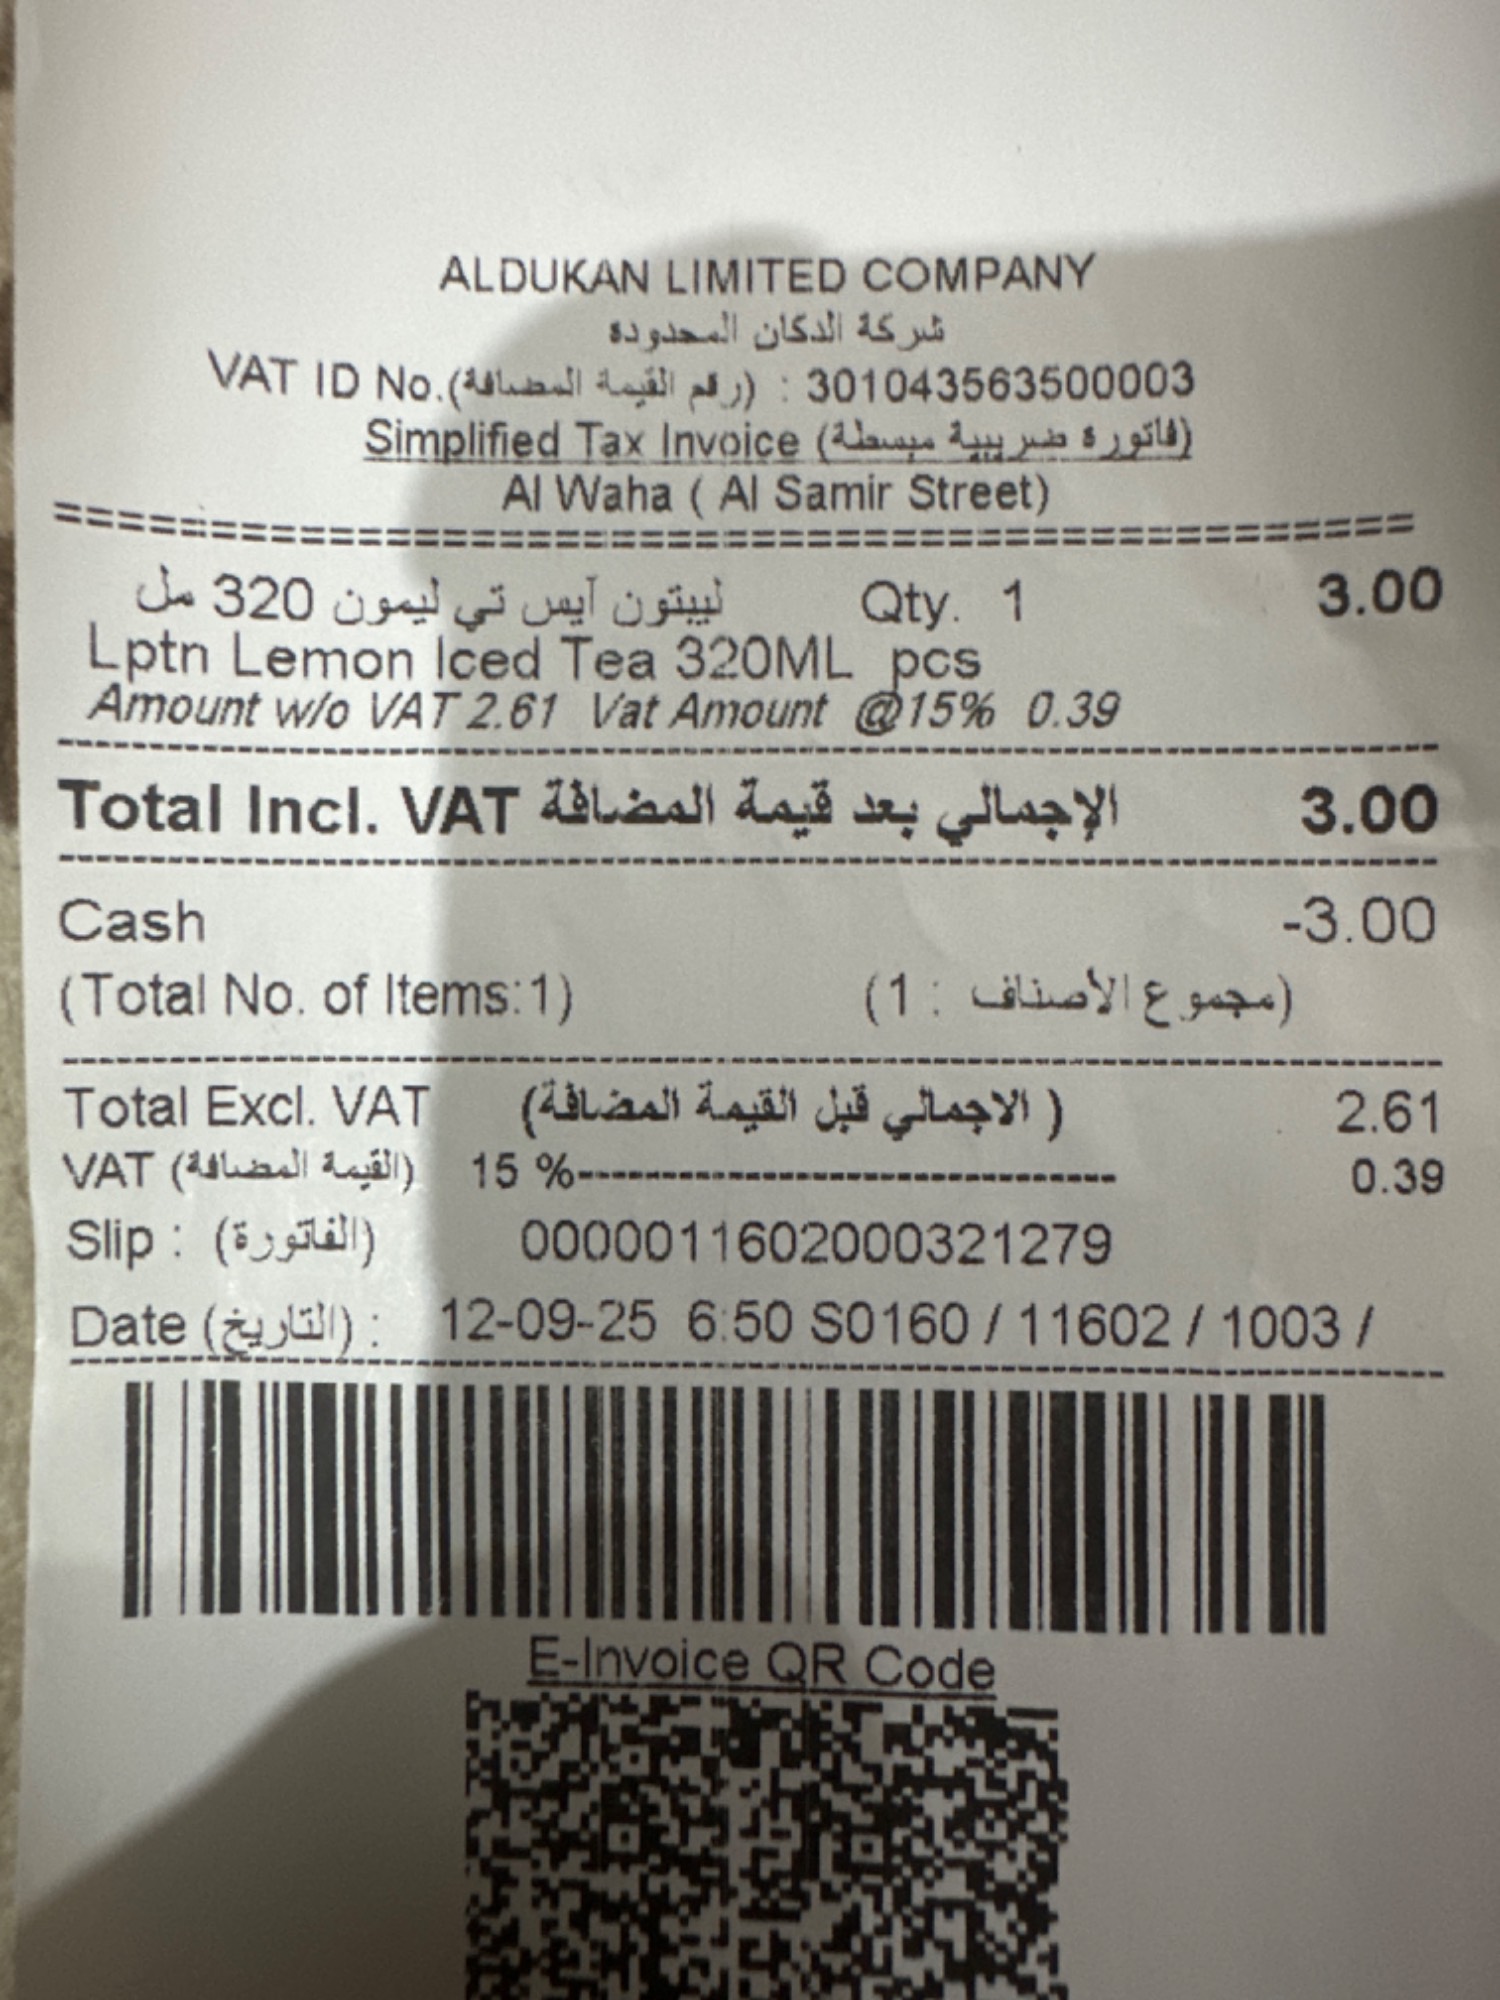 ALDUKAN LIMITED COMPANY
شركة الدكان المحدودة
VAT ID No.(رقم القيمة المضافة) : 301043563500003
Simplified Tax Invoice (فاتورة ضريبية مبسطة)
Al Waha ( Al Samir Street)
==================================================
ليبتون آيس تي ليمون 320 مل Qty. 1 3.00
Lptn Lemon Iced Tea 320ML pcs
Amount w/o VAT 2.61 Vat Amount @15% 0.39
Total Incl. VAT الإجمالي بعد قيمة المضافة 3.00
Cash -3.00
(Total No. of Items:1) (مجموع الأصناف : 1)
Total Excl. VAT (الاجمالي قبل القيمة المضافة ) 2.61
VAT (القيمة المضافة) 15 %-------------------------------- 0.39
Slip : (الفاتورة) 0000011602000321279
Date (التاريخ) : 12-09-25 6:50 S0160 / 11602 / 1003 /
E-Invoice QR Code